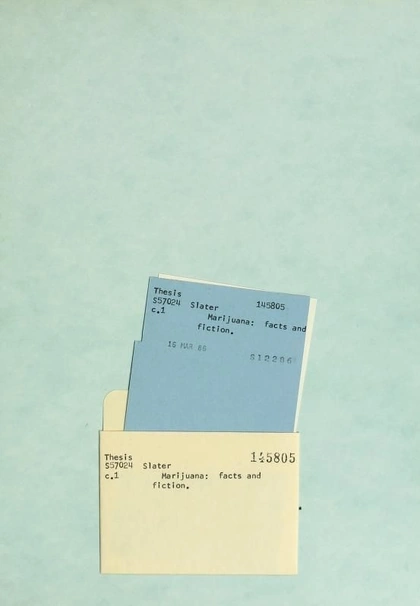 Thesis
S57024 Slater 145805
c.1 Marijuana: facts and
fiction.
16 MAR 86
S12286
Thesis 145805
S57024 Slater
c.1 Marijuana: facts and
fiction.